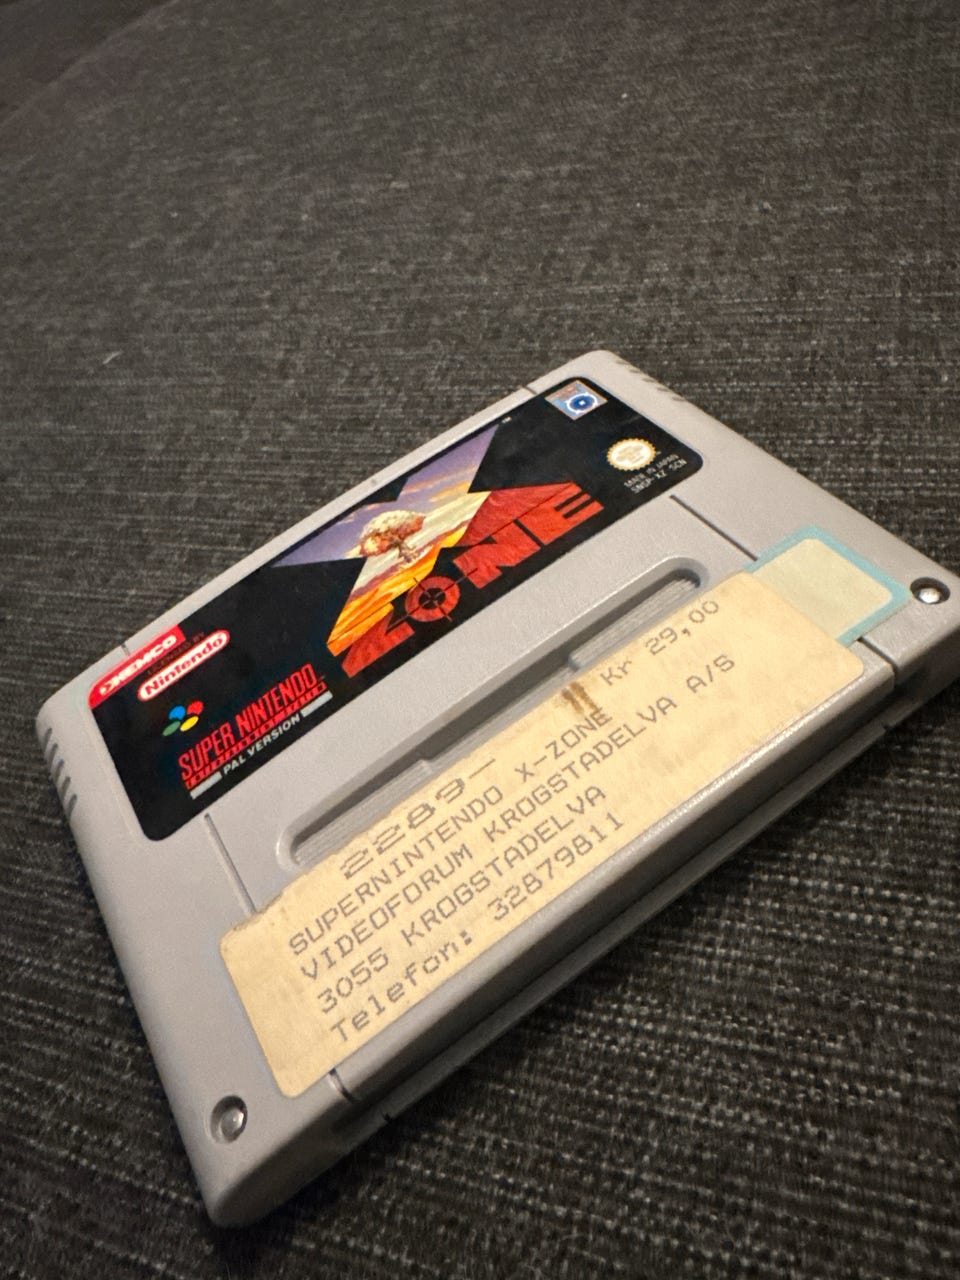 X
ZONE
TM
KEMCO
LICENSED BY
Nintendo
SUPER NINTENDO
ENTERTAINMENT SYSTEM
PAL VERSION
MADE IN JAPAN
SNSP-XZ SCN
2289- Kr 29,00
SUPERNINTENDO X-ZONE
VIDEOFORUM KROGSTADELVA A/S
3055 KROGSTADELVA
Telefon: 32879811